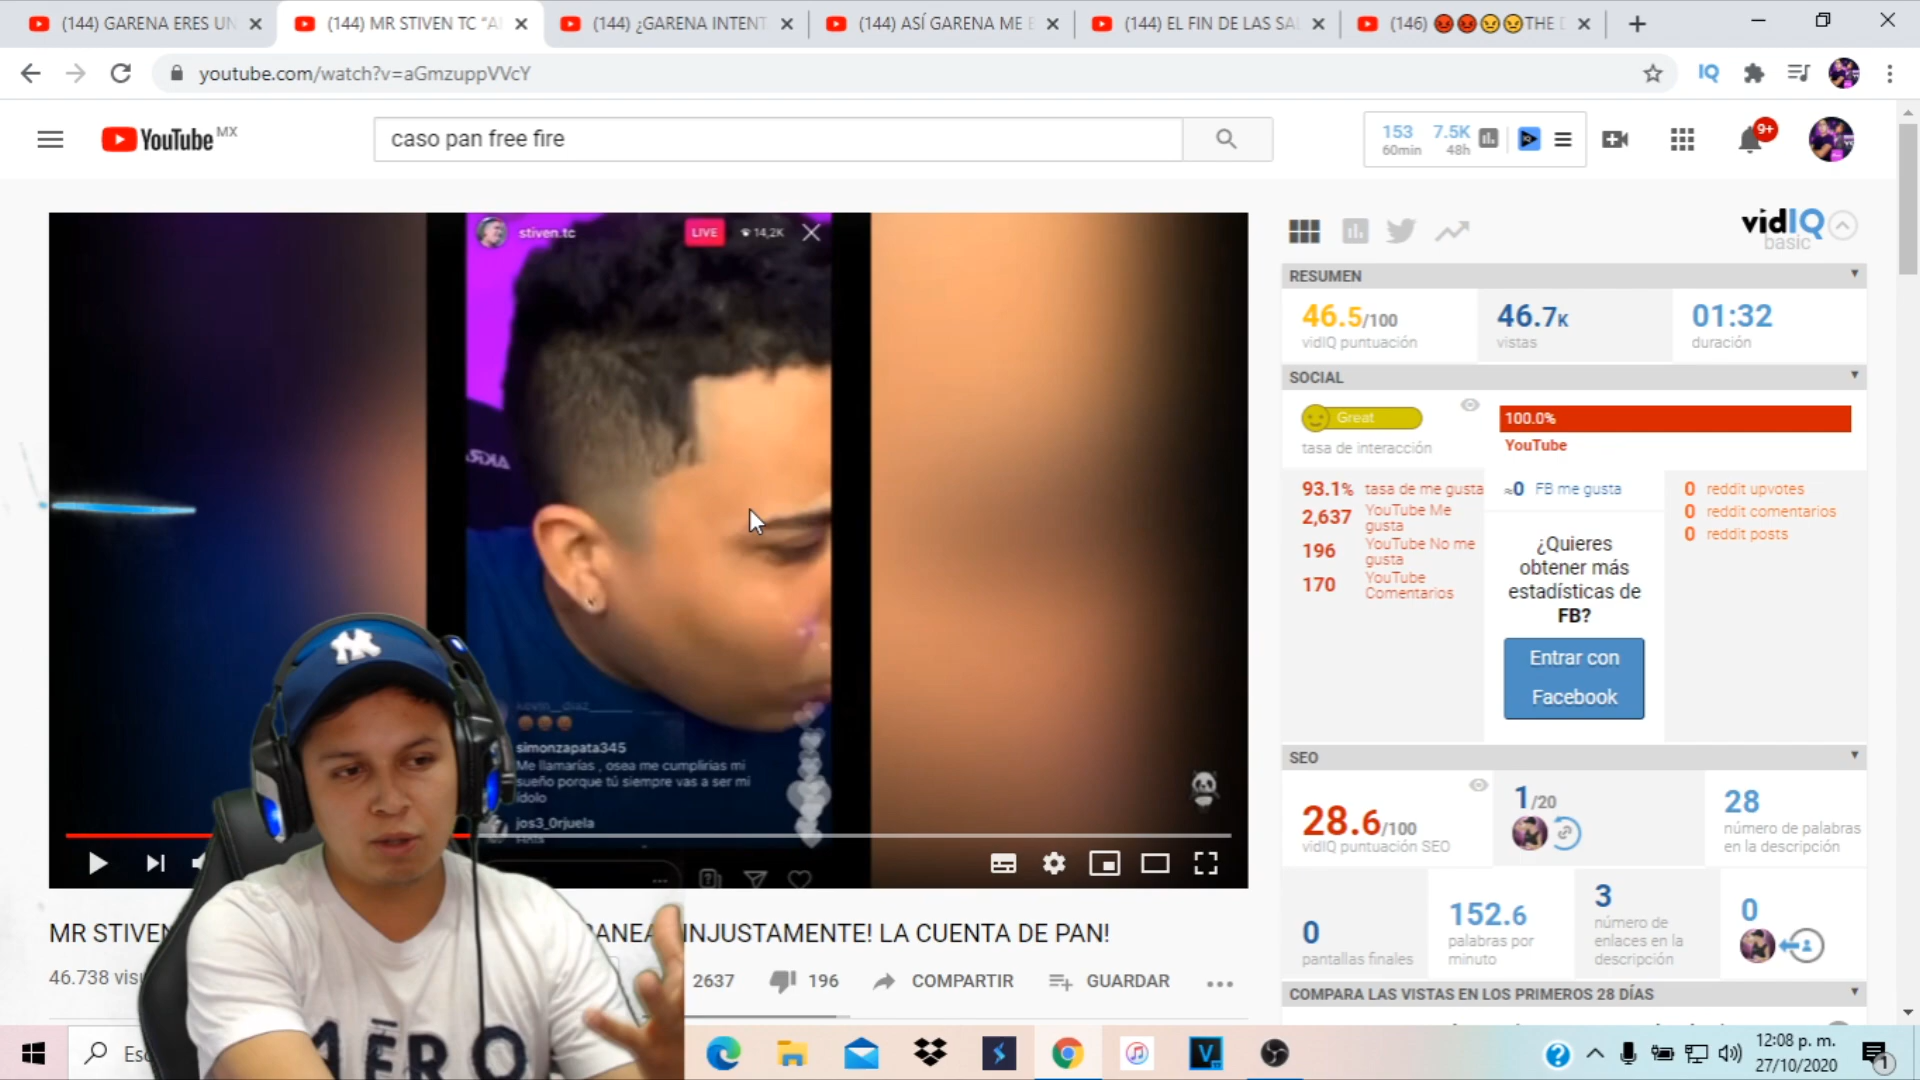 (144) GARENA ERES UN
(144) MR STIVEN TC "A
(144) ¿GARENA INTENT
(144) ASÍ GARENA ME
(144) EL FIN DE LAS SA
(146) 😡😡😠😠THE
youtube.com/watch?v=aGmzuppVVcY
IQ
YouTube MX
caso pan free fire
153 7.5K
60min 48h
9+
stiven.tc
LIVE
14,2K
kevin_diaz______
simonzapata345
Me llamarías , osea me cumplirias mi
sueño porque tú siempre vas a ser mi
ídolo
jos3_0rjuela
Hola
NY
AÉRO
MR STIVEN
BANEAN INJUSTAMENTE! LA CUENTA DE PAN!
46.738
2637
196
COMPARTIR
GUARDAR
vidIQ
basic
RESUMEN
46.5/100
vidIQ puntuación
46.7K
vistas
01:32
duración
SOCIAL
Great
tasa de interacción
100.0%
YouTube
93.1% tasa de me gusta
2,637 YouTube Me
gusta
196 YouTube No me
gusta
170 YouTube
Comentarios
≈0 FB me gusta
¿Quieres
obtener más
estadísticas de
FB?
Entrar con
Facebook
0 reddit upvotes
0 reddit comentarios
0 reddit posts
SEO
28.6/100
vidIQ puntuación SEO
1/20
28
número de palabras
en la descripción
0
pantallas finales
152.6
palabras por
minuto
3
número de
enlaces en la
descripción
0
COMPARA LAS VISTAS EN LOS PRIMEROS 28 DÍAS
12:08 p. m.
27/10/2020
1